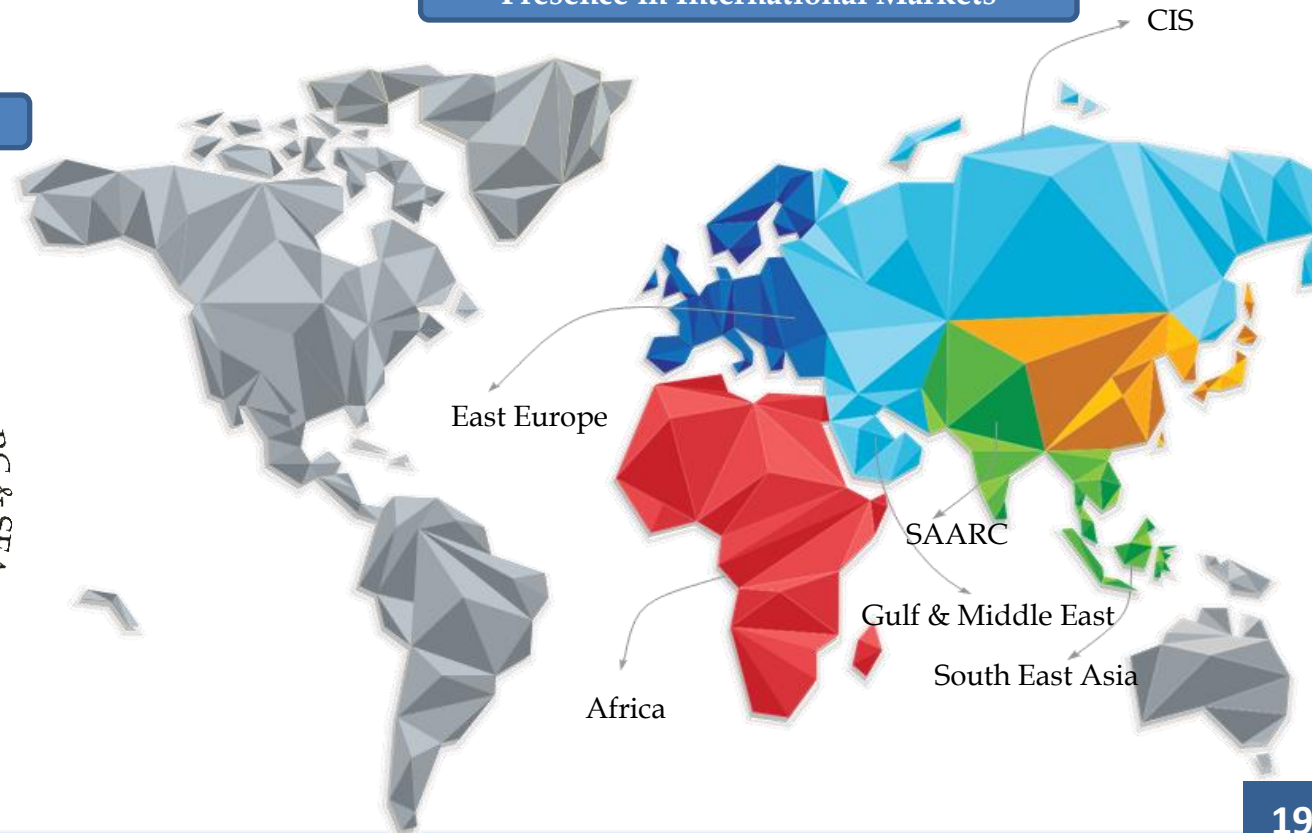 Presence in International Markets
CIS
East Europe
SAARC
Gulf & Middle East
South East Asia
Africa
19